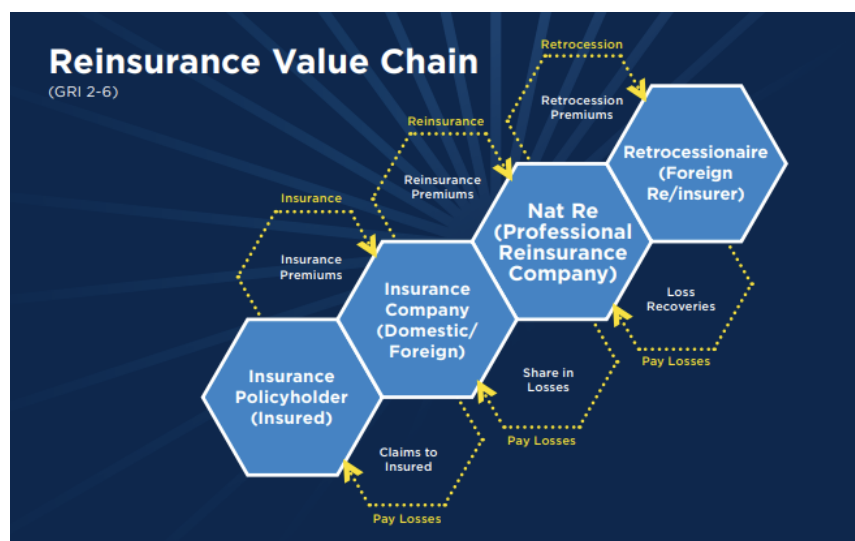 Reinsurance Value Chain
(GRI 2-6)
Retrocession
Retrocession
Premiums
Retrocessionaire
(Foreign
Re/insurer)
Reinsurance
Reinsurance
Premiums
Nat Re
(Professional
Reinsurance
Company)
Loss
Recoveries
Pay Losses
Insurance
Insurance
Premiums
Insurance
Company
(Domestic/
Foreign)
Share in
Losses
Pay Losses
Insurance
Policyholder
(Insured)
Claims to
Insured
Pay Losses